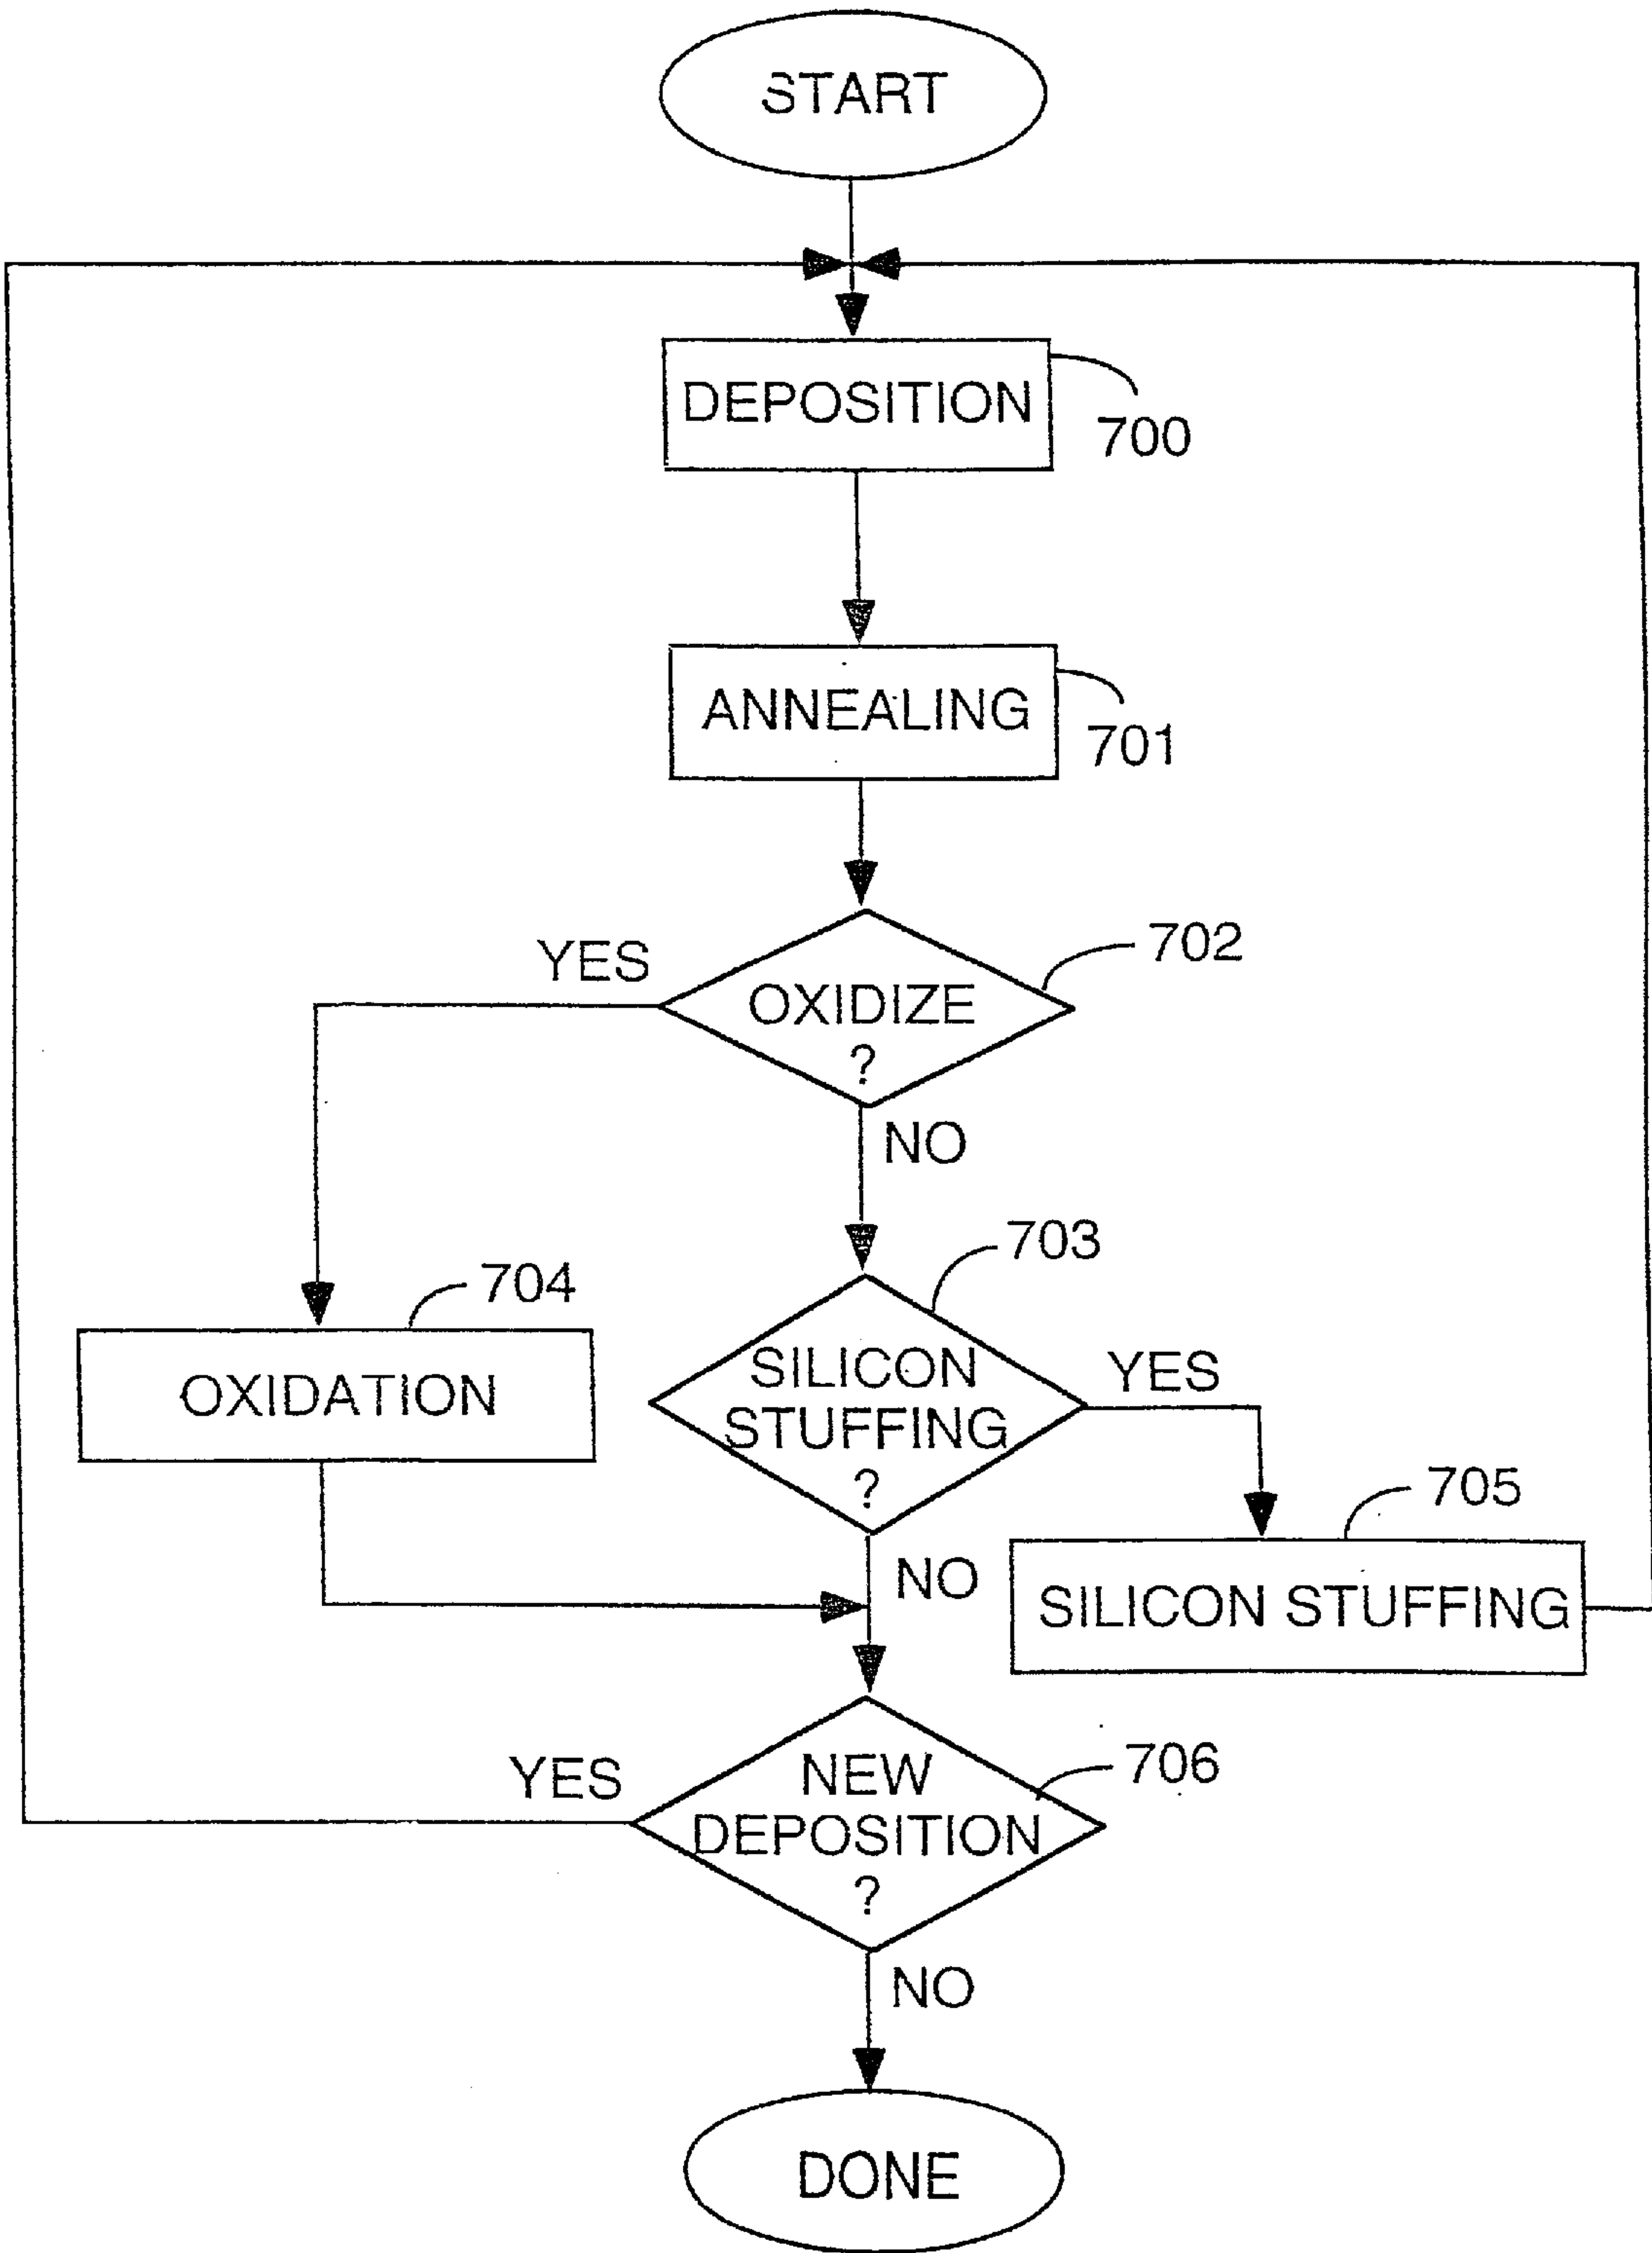 START
DEPOSITION
700
ANNEALING
701
YES
702
OXIDIZE
?
NO
703
704
SILICON
STUFFING
?
YES
OXIDATION
705
NO
SILICON STUFFING
YES
NEW
DEPOSITION
?
706
NO
DONE